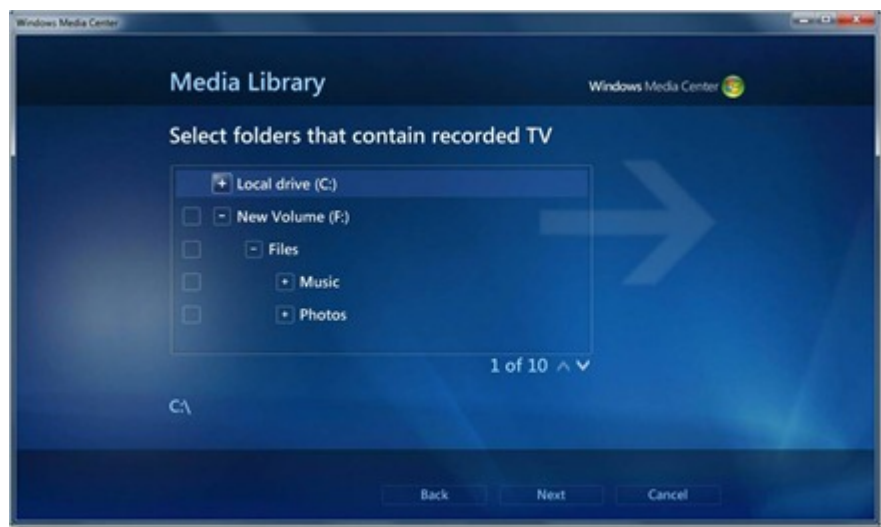 Windows Media Center
Media Library
Windows Media Center
Select folders that contain recorded TV
Local drive (C:)
New Volume (F:)
Files
Music
Photos
1 of 10
C:\
Back Next Cancel